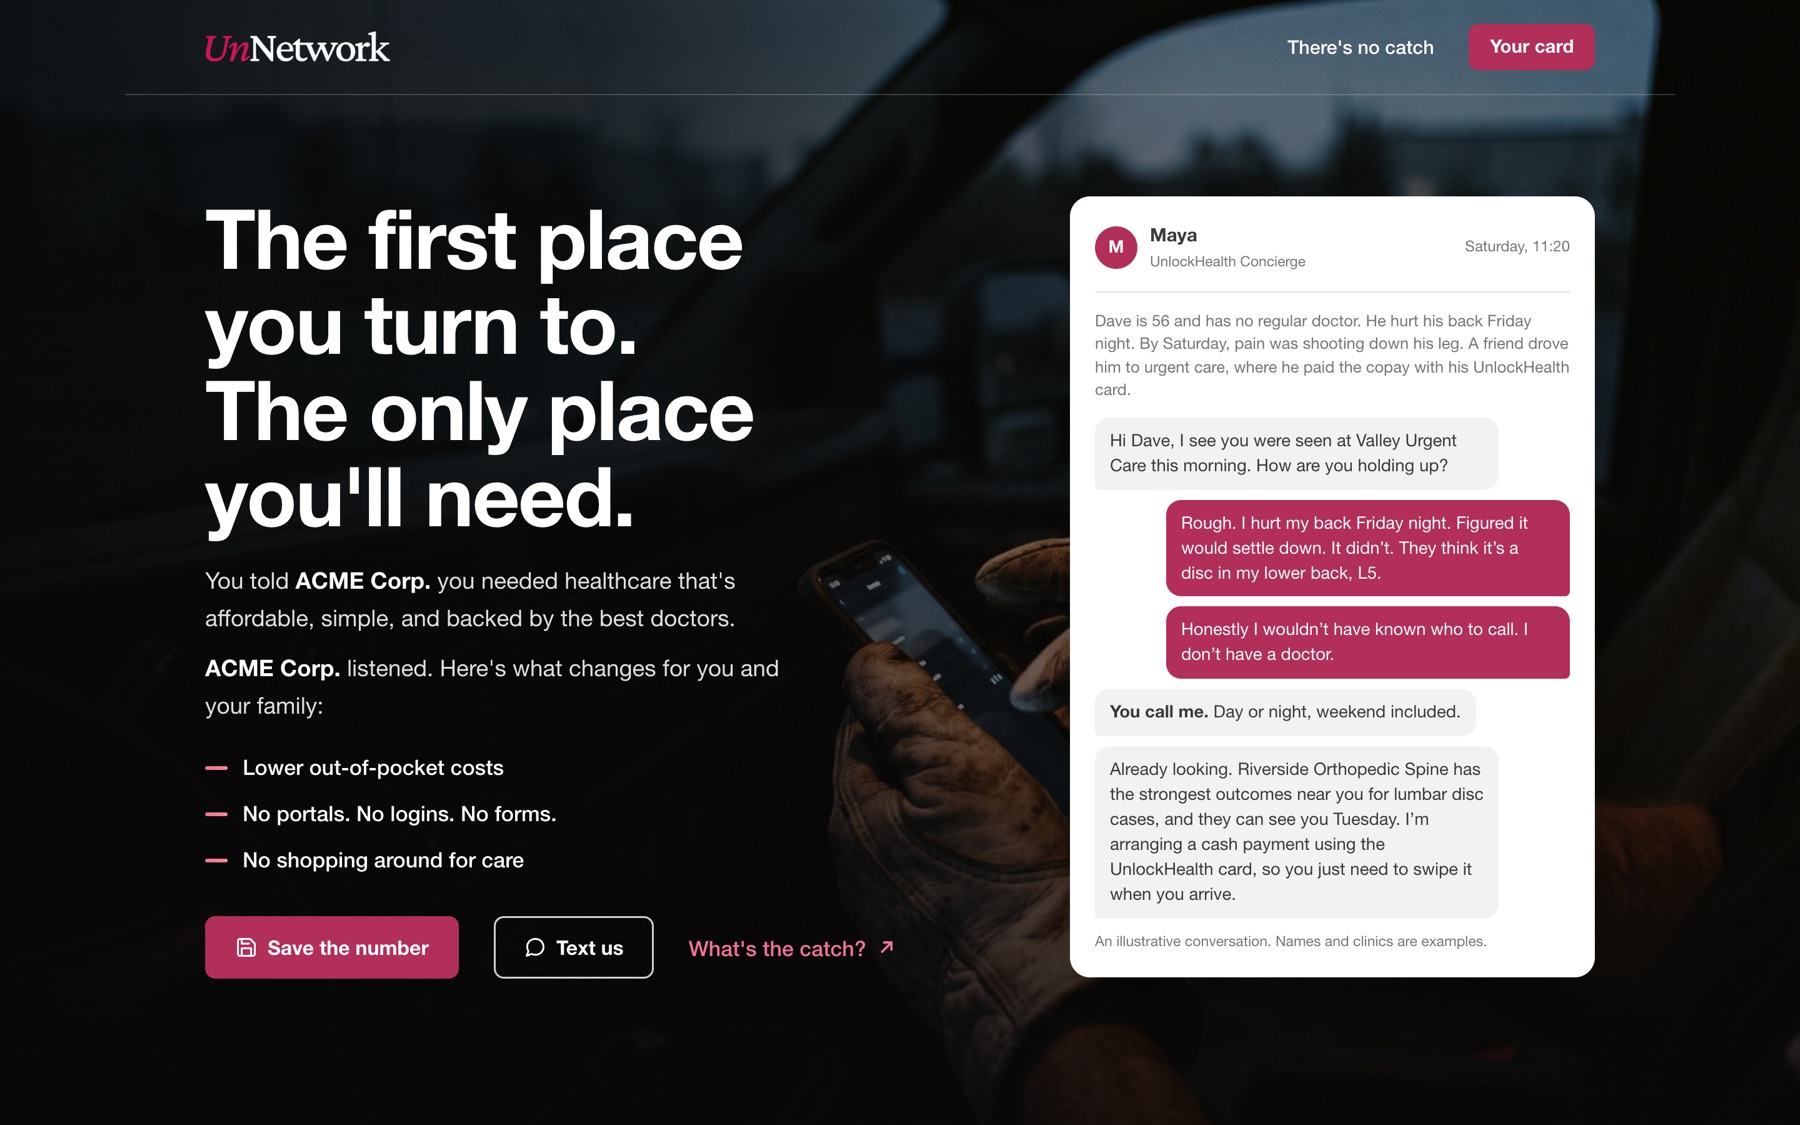 UnNetwork
There's no catch
Your card
The first place
you turn to.
The only place
you'll need.
You told ACME Corp. you needed healthcare that's
affordable, simple, and backed by the best doctors.
ACME Corp. listened. Here's what changes for you and
your family:
Lower out-of-pocket costs
No portals. No logins. No forms.
No shopping around for care
Save the number
Text us
What's the catch?
M
Maya
UnlockHealth Concierge
Saturday, 11:20
Dave is 56 and has no regular doctor. He hurt his back Friday
night. By Saturday, pain was shooting down his leg. A friend drove
him to urgent care, where he paid the copay with his UnlockHealth
card.
Hi Dave, I see you were seen at Valley Urgent
Care this morning. How are you holding up?
Rough. I hurt my back Friday night. Figured it
would settle down. It didn’t. They think it’s a
disc in my lower back, L5.
Honestly I wouldn’t have known who to call. I
don’t have a doctor.
You call me. Day or night, weekend included.
Already looking. Riverside Orthopedic Spine has
the strongest outcomes near you for lumbar disc
cases, and they can see you Tuesday. I’m
arranging a cash payment using the
UnlockHealth card, so you just need to swipe it
when you arrive.
An illustrative conversation. Names and clinics are examples.